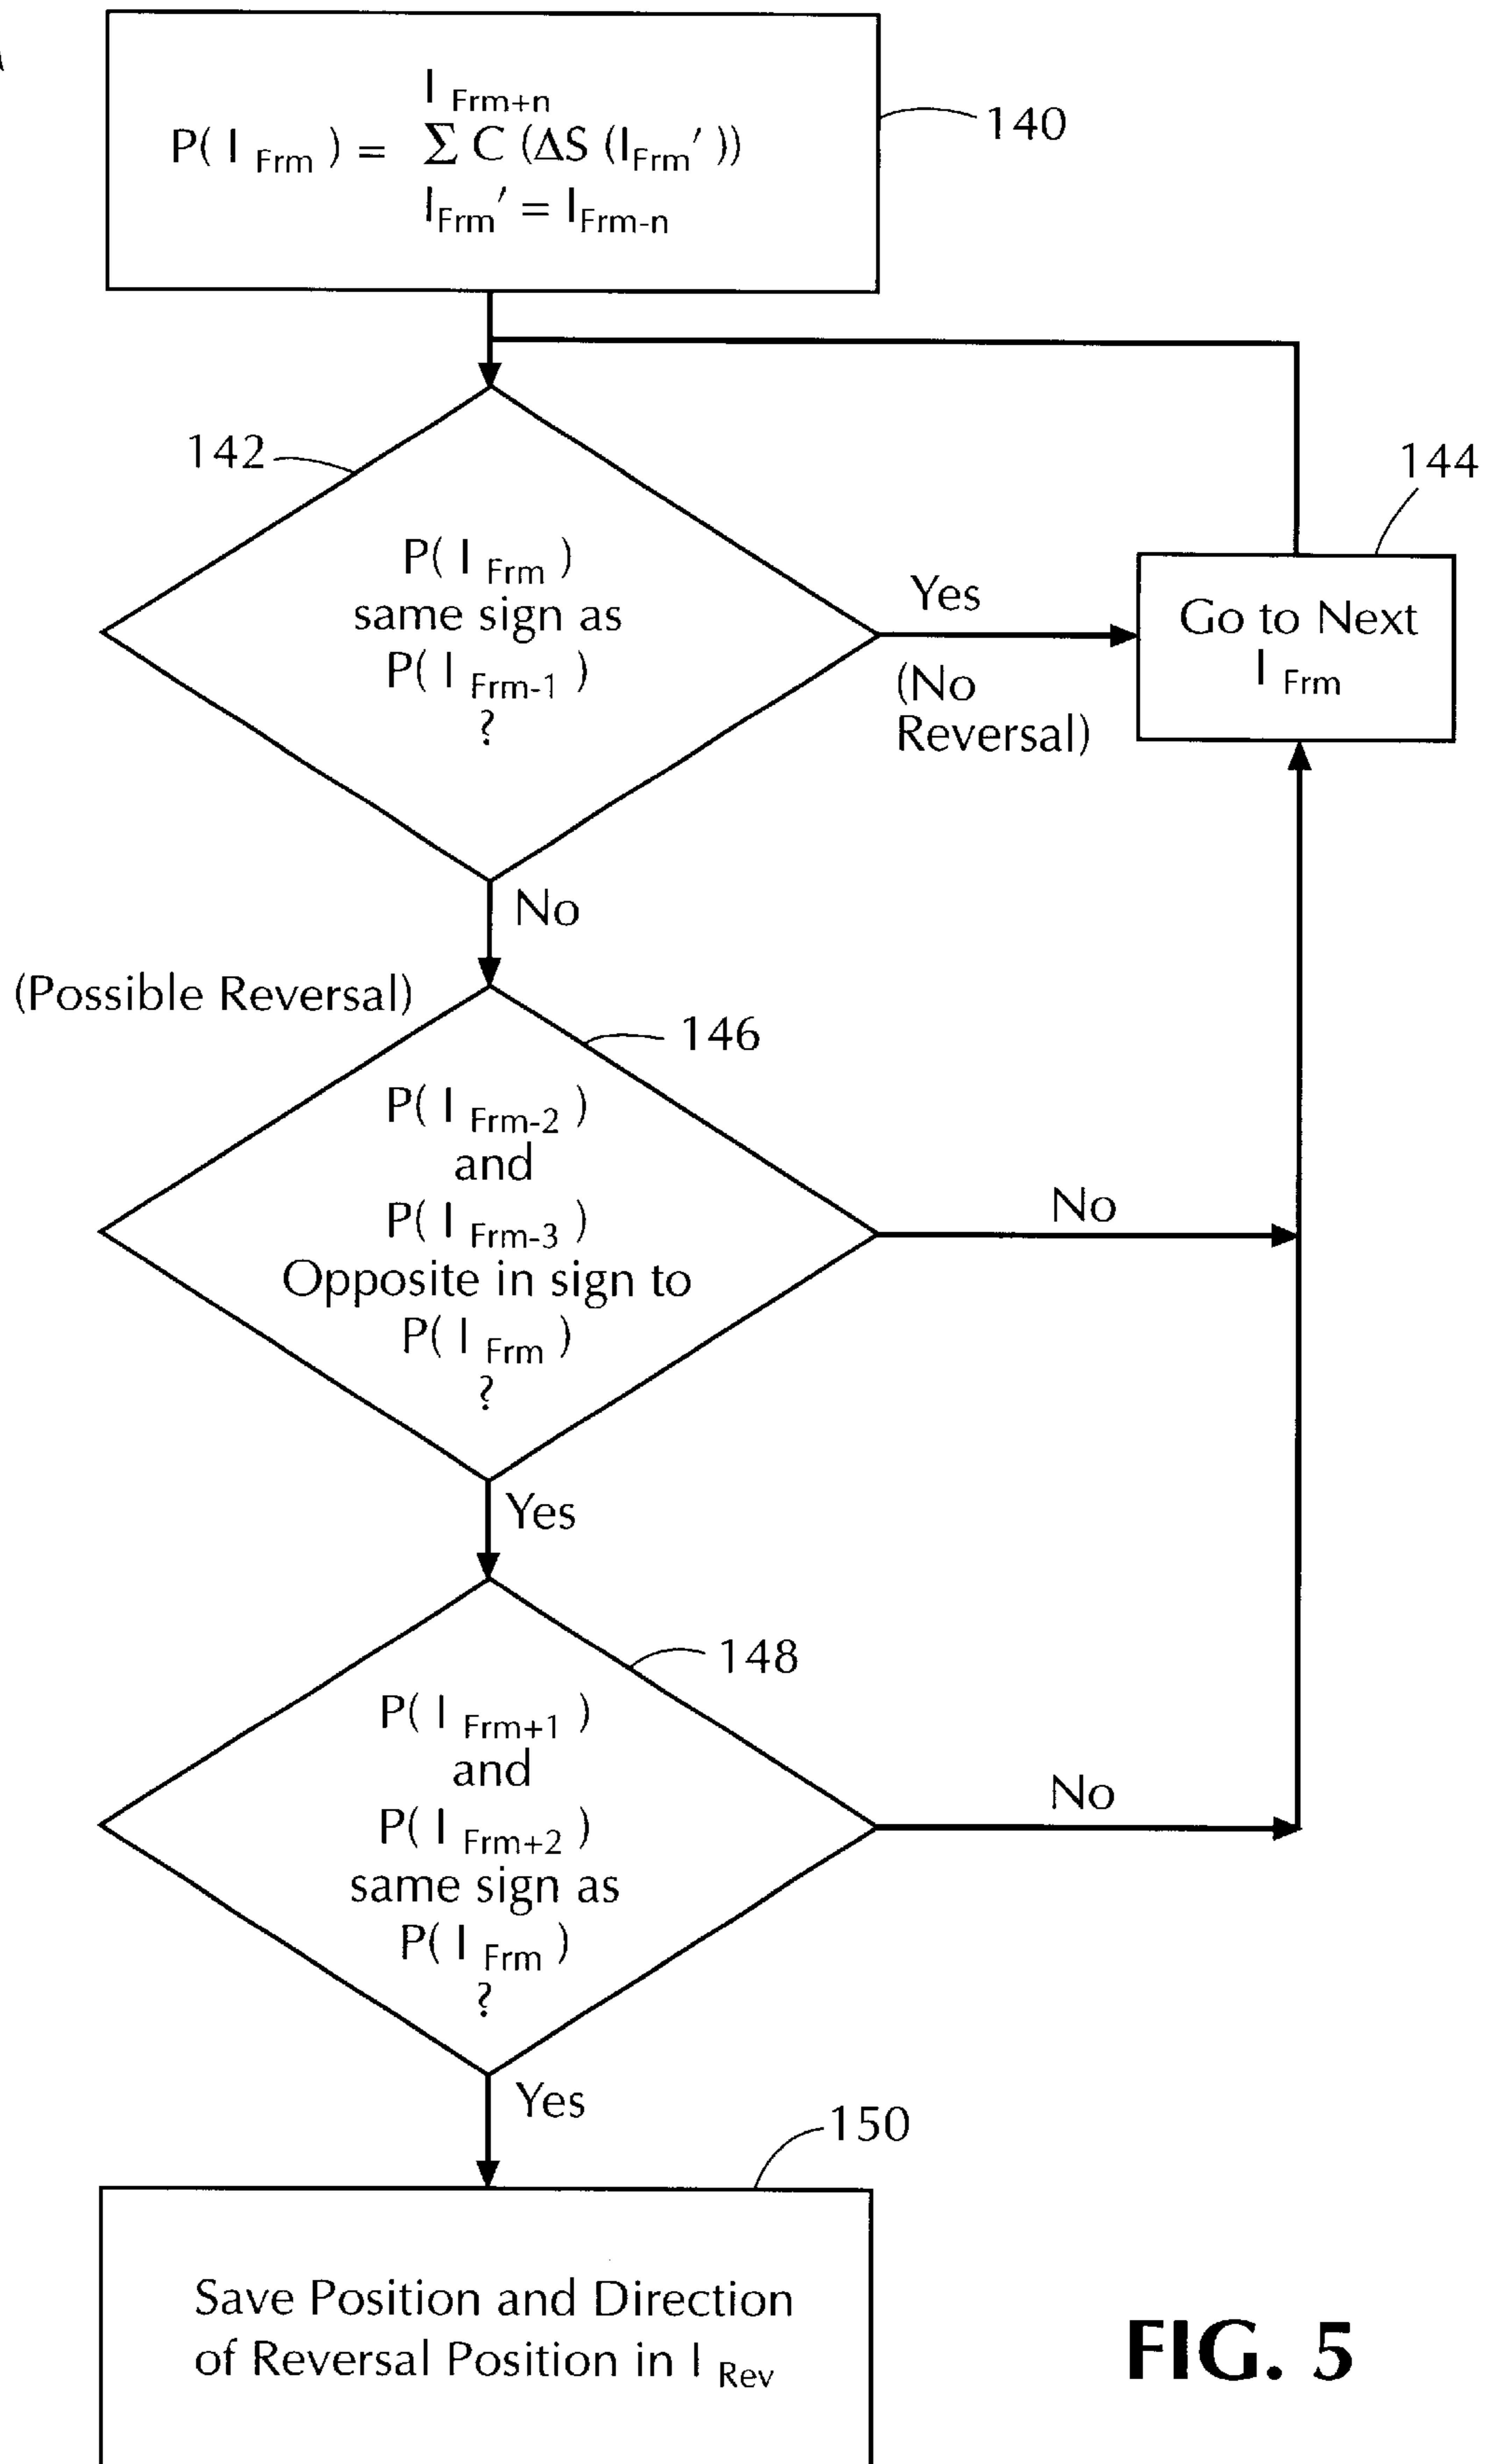 I Frm+n
P( I Frm ) = Σ C (ΔS (IFrm′ ))
IFrm′ = IFrm-n
140
142
P( I Frm )
same sign as
P( I Frm-1 )
?
Yes
(No
Reversal)
144
Go to Next
I Frm
No
(Possible Reversal)
146
P( I Frm-2 )
and
P( I Frm-3 )
Opposite in sign to
P( I Frm )
?
No
Yes
148
P( I Frm+1 )
and
P( I Frm+2 )
same sign as
P( I Frm )
?
No
Yes
150
Save Position and Direction
of Reversal Position in I Rev
FIG. 5